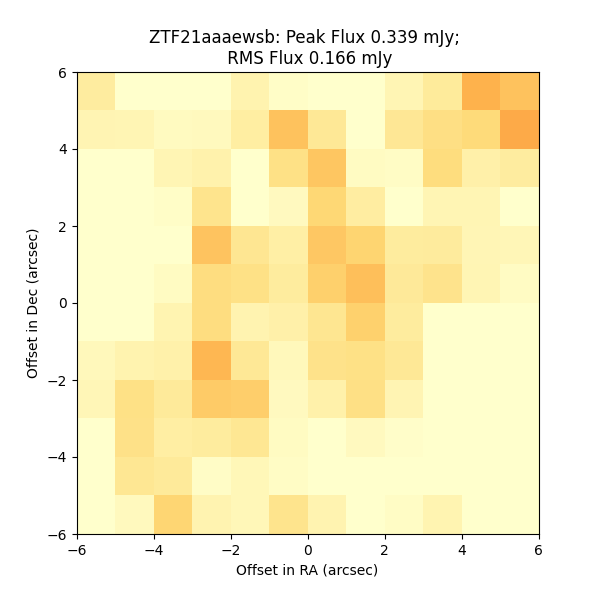 ZTF21aaaewsb: Peak Flux 0.339 mJy;
RMS Flux 0.166 mJy
6
4
2
0
−2
−4
−6
Offset in Dec (arcsec)
−6 −4 −2 0 2 4 6
Offset in RA (arcsec)